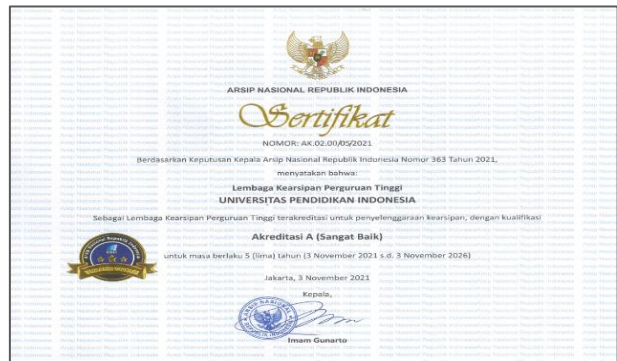 ARSIP NASIONAL REPUBLIK INDONESIA
Sertifikat
NOMOR: AK.02.00/05/2021
Berdasarkan Keputusan Kepala Arsip Nasional Republik Indonesia Nomor 363 Tahun 2021,
menyatakan bahwa:
Lembaga Kearsipan Perguruan Tinggi
UNIVERSITAS PENDIDIKAN INDONESIA
Sebagai Lembaga Kearsipan Perguruan Tinggi terakreditasi untuk penyelenggaraan kearsipan, dengan kualifikasi
Akreditasi A (Sangat Baik)
untuk masa berlaku 5 (lima) tahun (3 November 2021 s.d. 3 November 2026)
Jakarta, 3 November 2021
Kepala,
ARSIP NASIONAL
Imam Gunarto